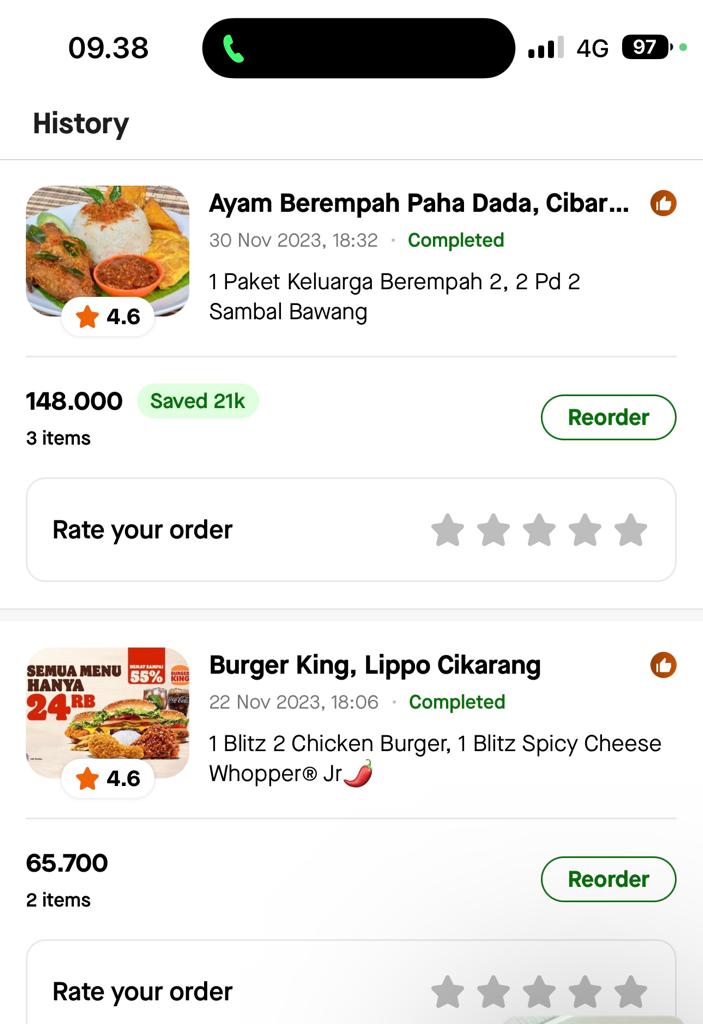 09.38
4G
97
History
Ayam Berempah Paha Dada, Cibar...
30 Nov 2023, 18:32 · Completed
1 Paket Keluarga Berempah 2, 2 Pd 2
Sambal Bawang
4.6
148.000
Saved 21k
3 items
Reorder
Rate your order
SEMUA MENU
HANYA
24RB
HEMAT SAMPAI
55%
BURGER
KING
Burger King, Lippo Cikarang
22 Nov 2023, 18:06 · Completed
1 Blitz 2 Chicken Burger, 1 Blitz Spicy Cheese
Whopper® Jr🌶️
4.6
65.700
2 items
Reorder
Rate your order